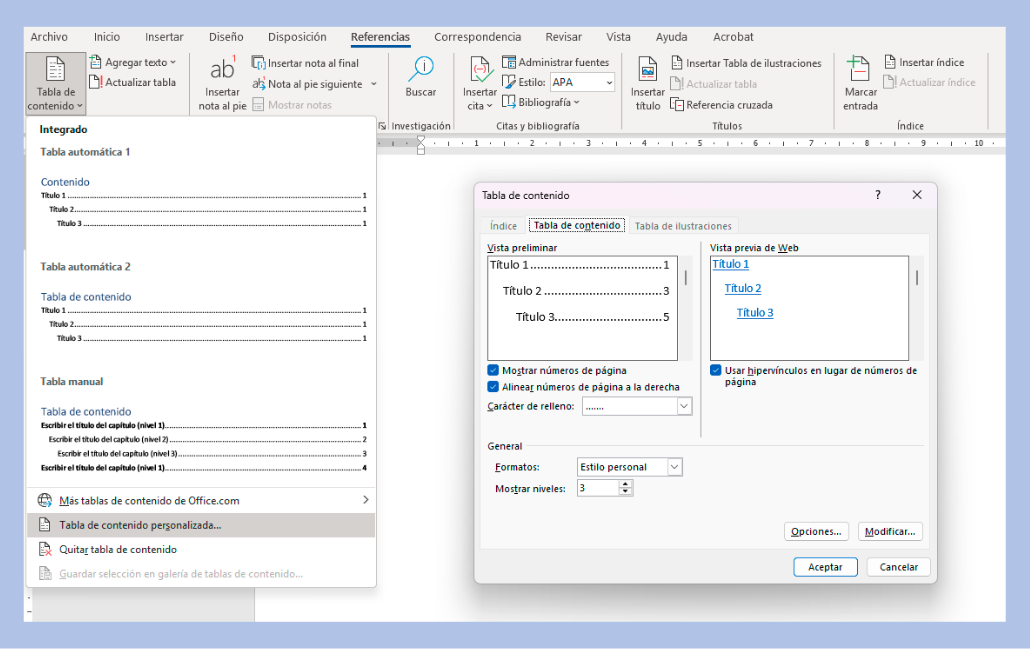 Archivo Inicio Insertar Diseño Disposición Referencias Correspondencia Revisar Vista Ayuda Acrobat
Tabla de contenido
Agregar texto
Actualizar tabla
ab1
Insertar nota al pie
Insertar nota al final
Nota al pie siguiente
Mostrar notas
Buscar
Investigación
Insertar cita
Administrar fuentes
Estilo: APA
Bibliografía
Citas y bibliografía
Insertar título
Insertar Tabla de ilustraciones
Actualizar tabla
Referencia cruzada
Títulos
Marcar entrada
Insertar índice
Actualizar índice
Índice
1 2 3 4 5 6 7 8 9 10
Integrado
Tabla automática 1
Contenido
Título 1 ........ 1
Título 2 ........ 1
Título 3 ........ 1
Tabla automática 2
Tabla de contenido
Título 1 ........ 1
Título 2 ........ 1
Título 3 ........ 1
Tabla manual
Tabla de contenido
Escribir el título del capítulo (nivel 1) ........ 1
Escribir el título del capítulo (nivel 2) ........ 2
Escribir el título del capítulo (nivel 3) ........ 3
Escribir el título del capítulo (nivel 1) ........ 4
Más tablas de contenido de Office.com
Tabla de contenido personalizada...
Quitar tabla de contenido
Guardar selección en galería de tablas de contenido...
Tabla de contenido ?
Índice Tabla de contenido Tabla de ilustraciones
Vista preliminar
Título 1 ........ 1
Título 2 ........ 3
Título 3 ........ 5
Mostrar números de página
Alinear números de página a la derecha
Carácter de relleno: .......
Vista previa de Web
Título 1
Título 2
Título 3
Usar hipervínculos en lugar de números de
página
General
Formatos: Estilo personal
Mostrar niveles: 3
Opciones... Modificar...
Aceptar Cancelar